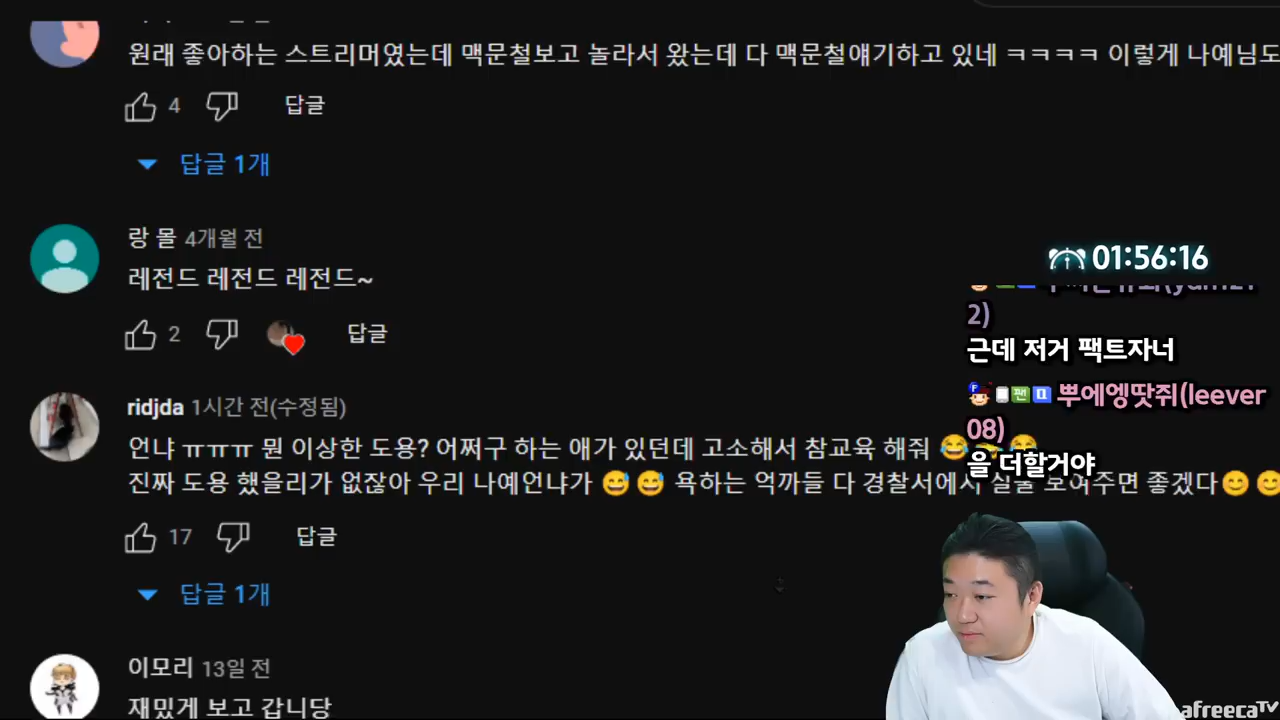 원래 좋아하는 스트리머였는데 맥문철보고 놀라서 왔는데 다 맥문철얘기하고 있네 ㅋㅋㅋㅋ 이렇게 나예님도
4 답글
답글 1개
랑 몰 4개월 전
레전드 레전드 레전드~
2 답글
ridjda 1시간 전(수정됨)
언냐 ㅠㅠㅠ 뭔 이상한 도용? 어쩌구 하는 애가 있던데 고소해서 참교육 해줘
진짜 도용 했을리가 없잖아 우리 나예언냐가 😅 😅 욕하는 억까들 다 경찰서에서 보여주면 좋겠다😊 😊
17 답글
답글 1개
이모리 13일 전
재밌게 보고 갑니당
01:56:16
2)
근데 저거 팩트자너
뿌에엥땃쥐(leever
08)
을 더할거야
afreecaTV